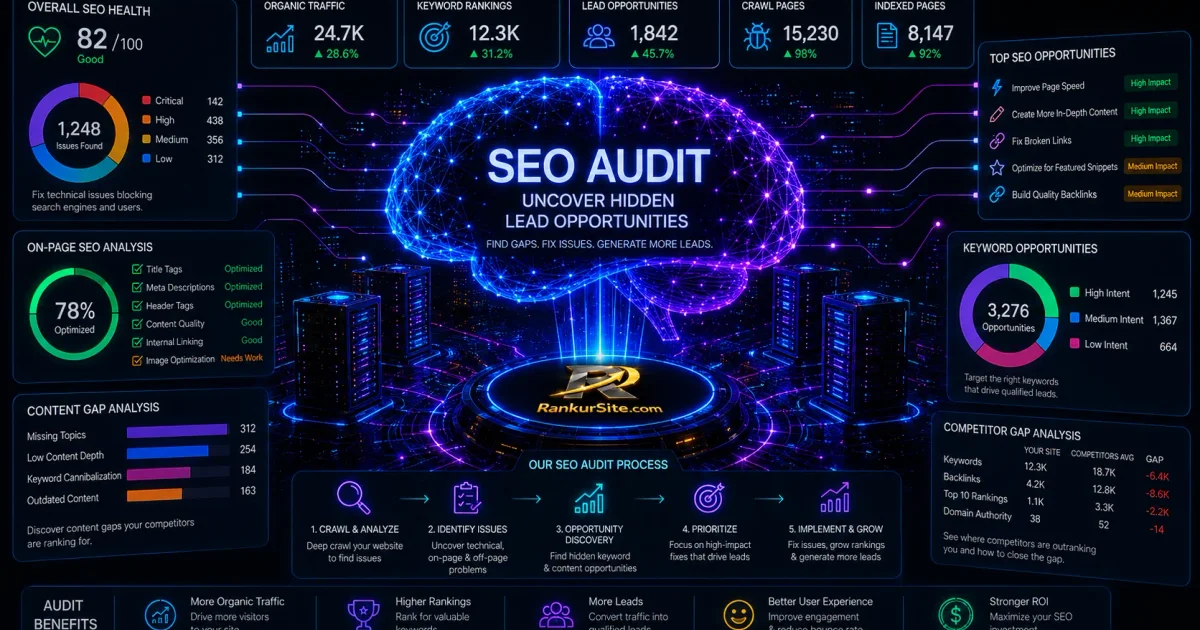 OVERALL SEO HEALTH
82 /100
Good
1,248
Issues Found
Critical 142
High 438
Medium 356
Low 312
Fix technical issues blocking
search engines and users.
ORGANIC TRAFFIC
24.7K
▲ 28.6%
KEYWORD RANKINGS
12.3K
▲ 31.2%
LEAD OPPORTUNITIES
1,842
▲ 45.7%
CRAWL PAGES
15,230
▲ 98%
INDEXED PAGES
8,147
▲ 92%
TOP SEO OPPORTUNITIES
Improve Page Speed High Impact
Create More In-Depth Content High Impact
Fix Broken Links High Impact
Optimize for Featured Snippets Medium Impact
Build Quality Backlinks Medium Impact
SEO AUDIT
UNCOVER HIDDEN
LEAD OPPORTUNITIES
FIND GAPS. FIX ISSUES. GENERATE MORE LEADS.
ON-PAGE SEO ANALYSIS
78%
Optimized
Title Tags Optimized
Meta Descriptions Optimized
Header Tags Optimized
Content Quality Good
Internal Linking Good
Image Optimization Needs Work
KEYWORD OPPORTUNITIES
3,276
Opportunities
High Intent 1,245
Medium Intent 1,367
Low Intent 664
Target the right keywords
that drive qualified leads.
R
RankurSite.com
CONTENT GAP ANALYSIS
Missing Topics 312
Low Content Depth 254
Keyword Cannibalization 184
Outdated Content 163
Discover content gaps your competitors
are ranking for.
COMPETITOR GAP ANALYSIS
YOUR SITE COMPETITORS AVG GAP
Keywords 12.3K 18.7K -6.4K
Backlinks 4.2K 12.8K -8.6K
Top 10 Rankings 1.1K 3.3K -2.2K
Domain Authority 38 52 -14
See where competitors are outranking
you and how to close the gap.
OUR SEO AUDIT PROCESS
1. CRAWL & ANALYZE
Deep crawl your website
to find issues
2. IDENTIFY ISSUES
Uncover technical,
on-page & off-page
problems
3. OPPORTUNITY
DISCOVERY
Find hidden keyword
& content opportunities
4. PRIORITIZE
Focus on high-impact
fixes that drive leads
5. IMPLEMENT & GROW
Fix issues, grow rankings
& generate more leads
AUDIT
BENEFITS
More Organic Traffic
Drive more visitors
to your site
Higher Rankings
Rank for valuable
keywords
More Leads
Convert traffic into
qualified leads
Better User Experience
Improve engagement
& reduce bounce rate
Stronger ROI
Maximize your SEO
investment